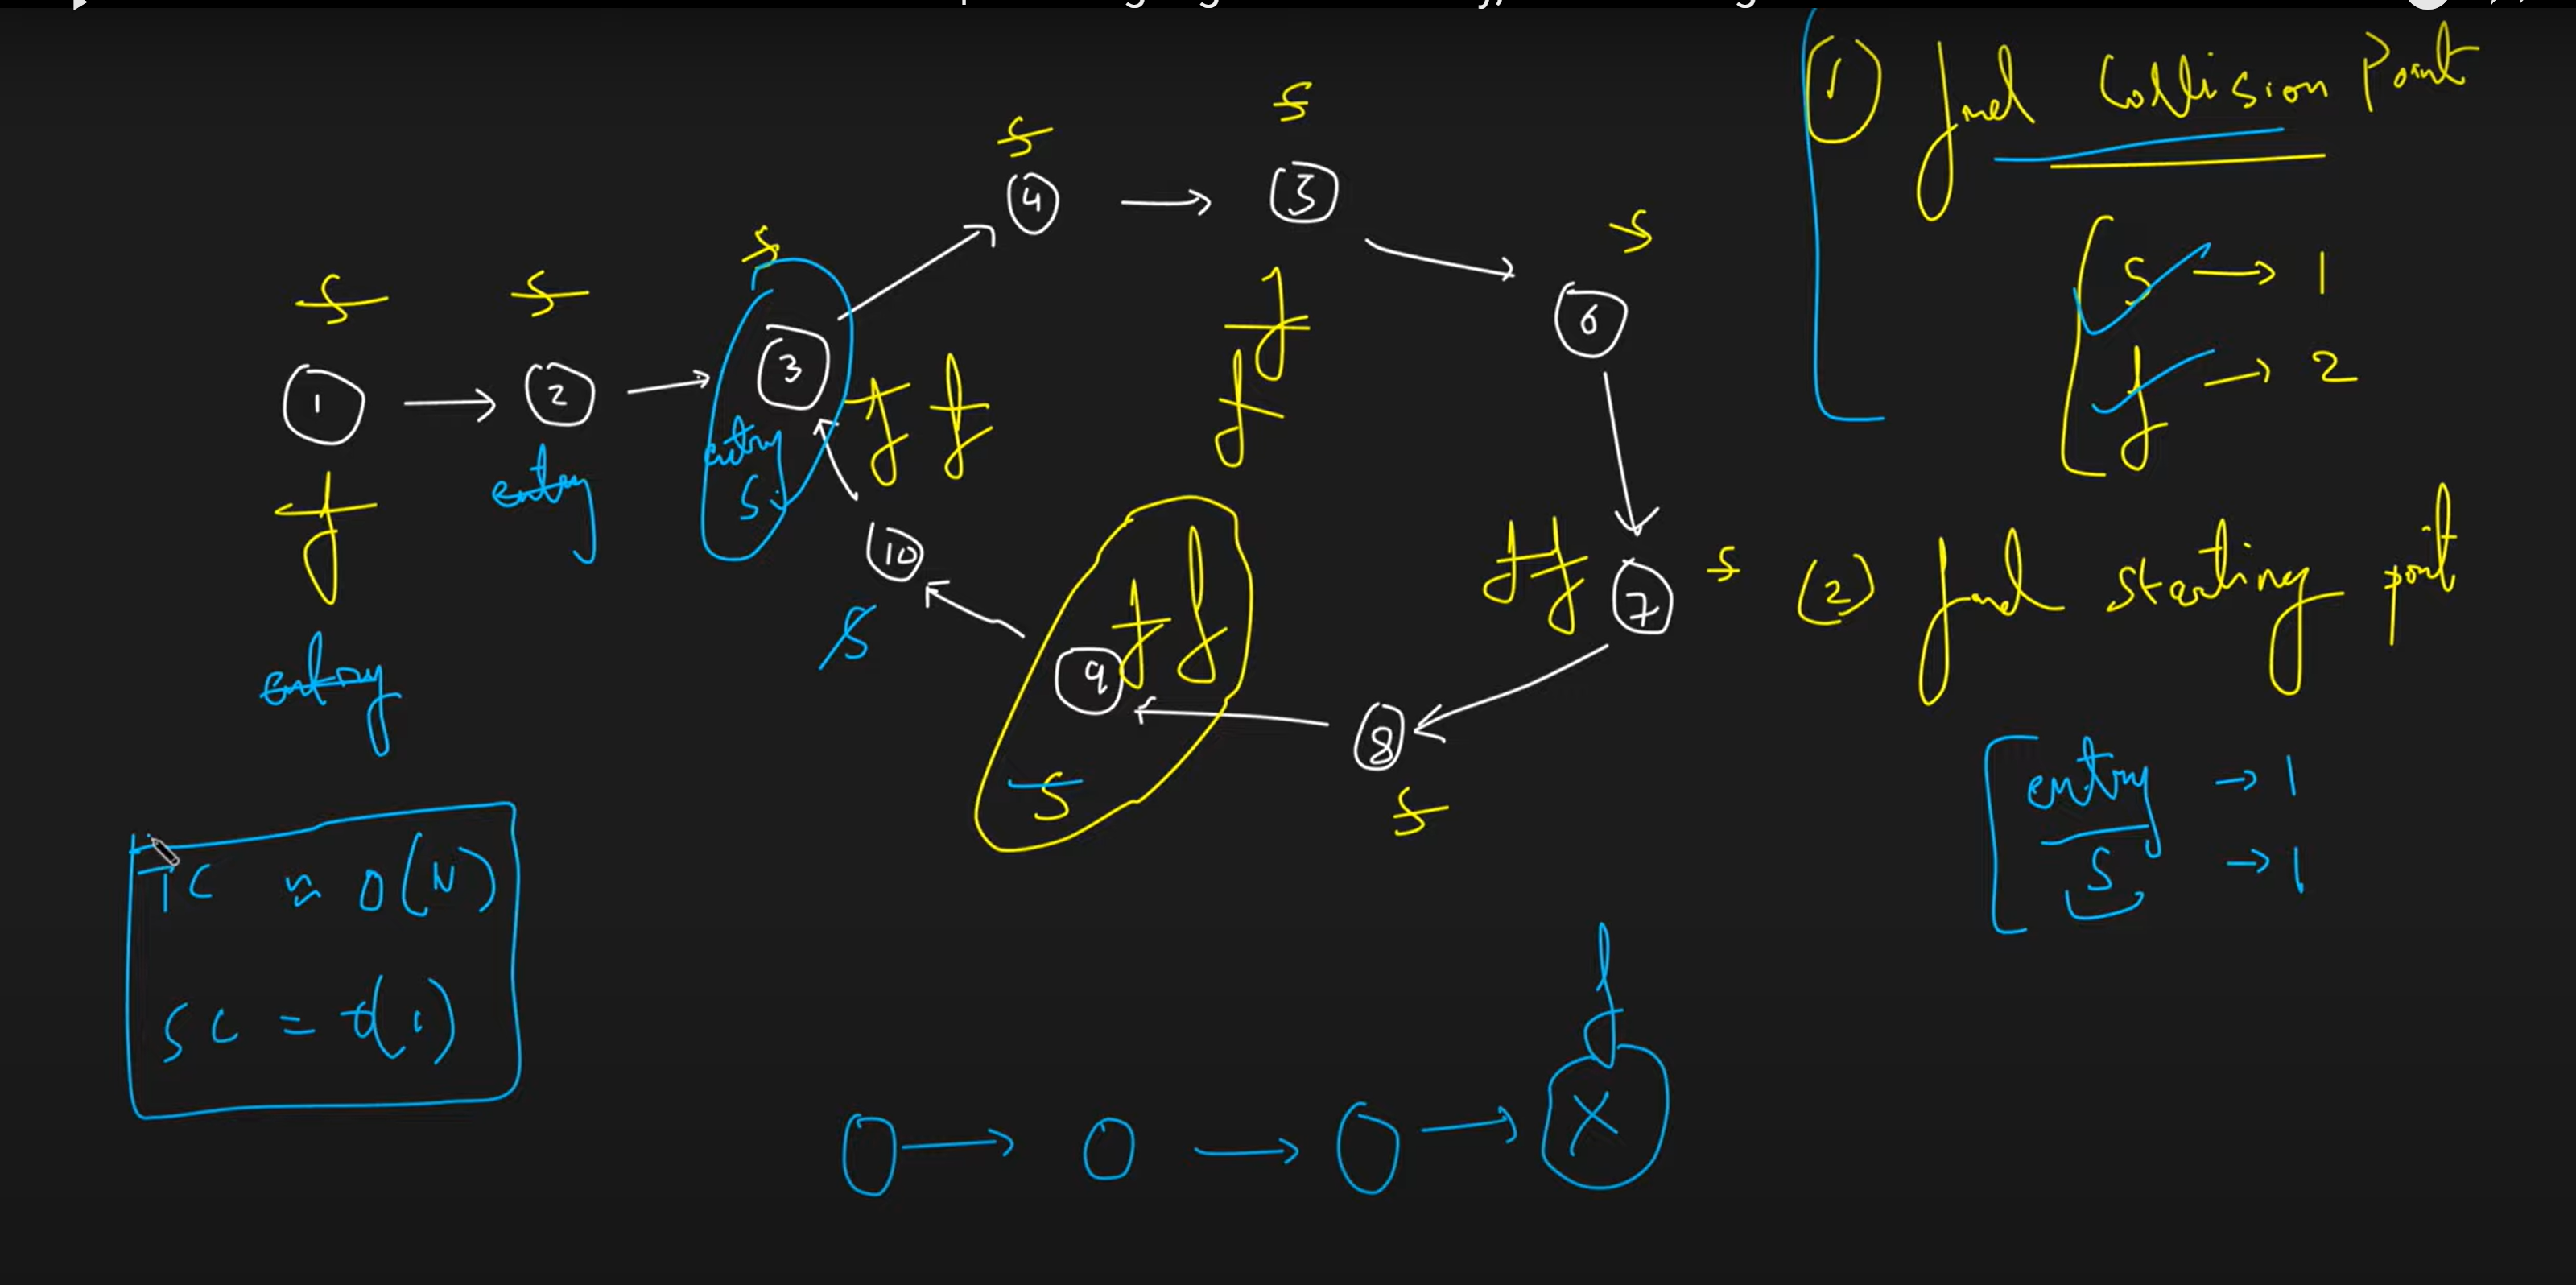 ① find Collision Point
s → 1
f → 2
(2) find starting point
entry → 1
s → 1
s
s
s
s
s
s
s
s
s
1 → 2 → 3
4 → 5
6
7
8
9
10
f
f f
f
f
f f
f f
entry
entry
entry
s
s
TC ≈ O(N)
SC = O(1)
f
O → O → O → X